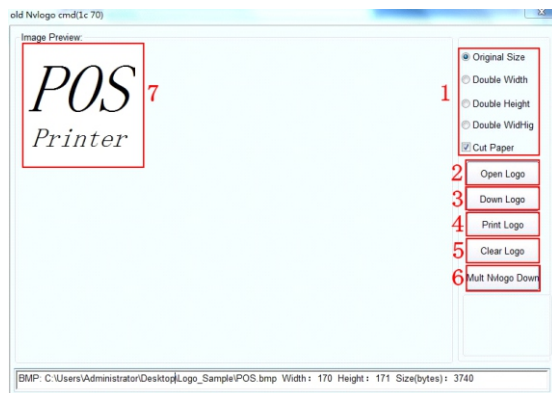 old Nvlogo cmd(1c 70)
Image Preview:
POS
Printer
7
1
Original Size
Double Width
Double Height
Double WidHig
Cut Paper
2 Open Logo
3 Down Logo
4 Print Logo
5 Clear Logo
6 Mult Nvlogo Down
BMP: C:\Users\Administrator\Desktop\Logo_Sample\POS.bmp Width: 170 Height: 171 Size(bytes): 3740